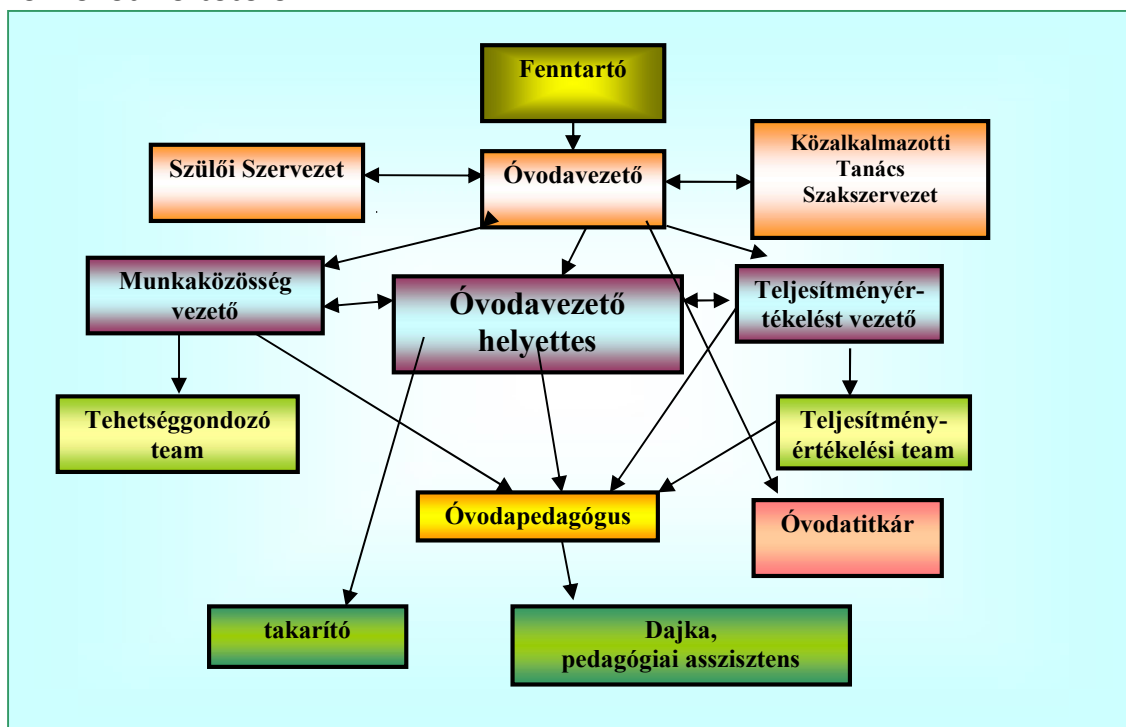 Fenntartó
Szülői Szervezet
Óvodavezető
Közalkalmazotti
Tanács
Szakszervezet
Munkaközösség
vezető
Óvodavezető
helyettes
Teljesítményér-
tékelést vezető
Tehetséggondozó
team
Teljesítmény-
értékelési team
Óvodapedagógus
Óvodatitkár
takarító
Dajka,
pedagógiai asszisztens